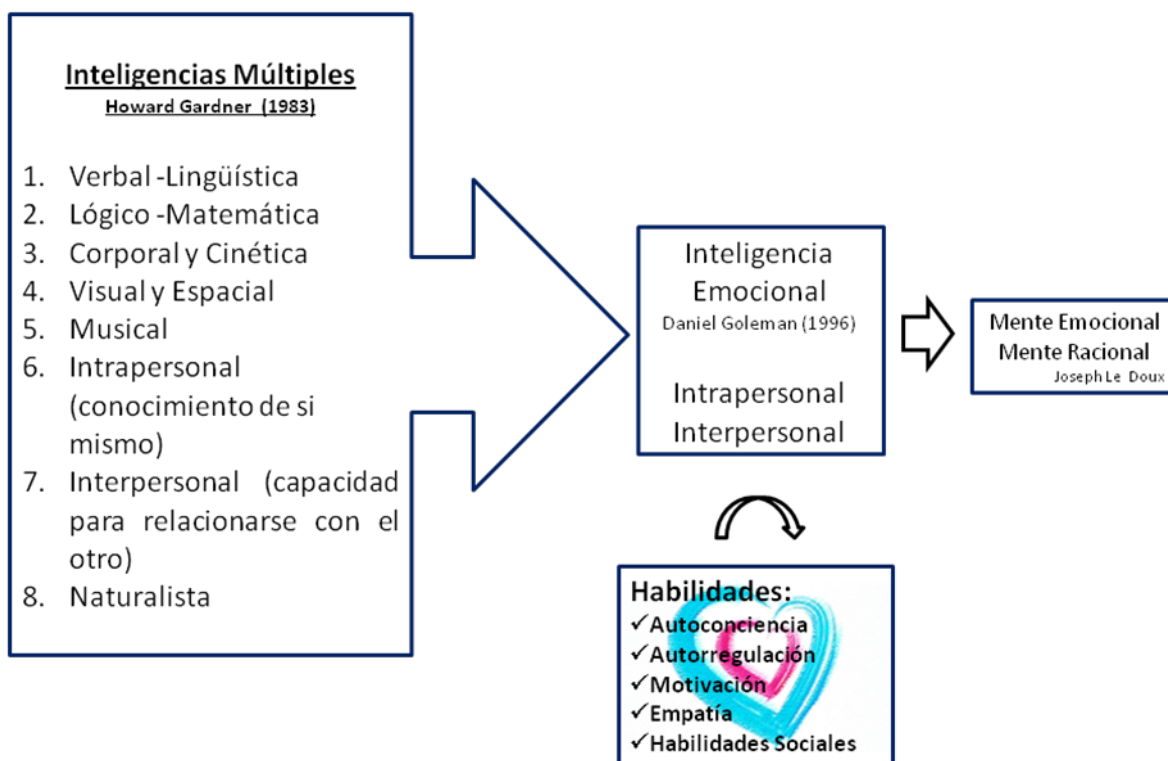 Inteligencias Múltiples
Howard Gardner (1983)
1. Verbal -Lingüística
2. Lógico -Matemática
3. Corporal y Cinética
4. Visual y Espacial
5. Musical
6. Intrapersonal
(conocimiento de si
mismo)
7. Interpersonal (capacidad
para relacionarse con el
otro)
8. Naturalista
Inteligencia
Emocional
Daniel Goleman (1996)
Intrapersonal
Interpersonal
Mente Emocional
Mente Racional
Joseph Le Doux
Habilidades:
✓Autoconciencia
✓Autorregulación
✓Motivación
✓Empatía
✓Habilidades Sociales